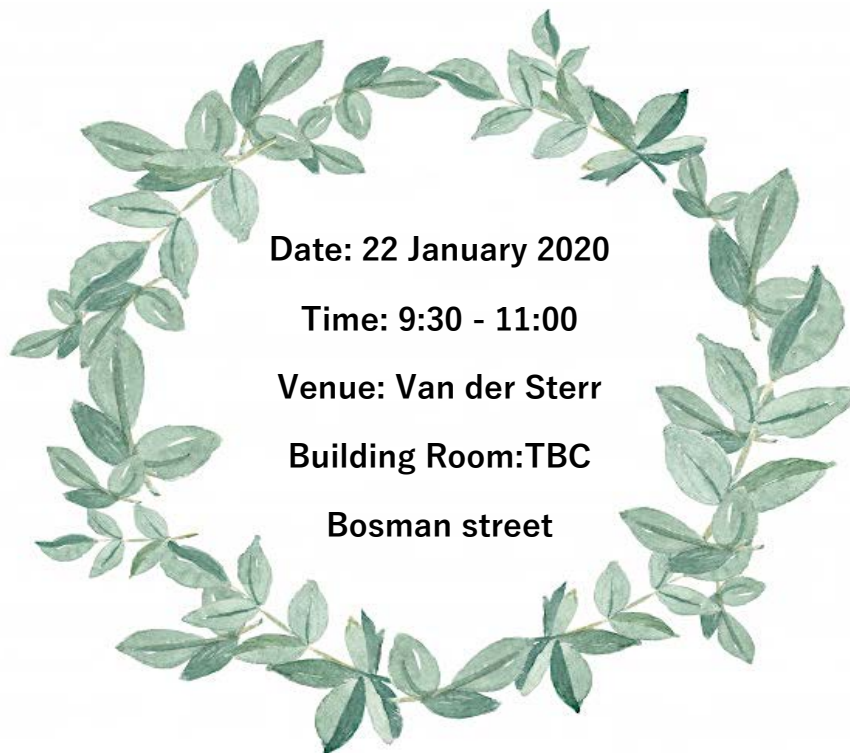 Date: 22 January 2020
Time: 9:30 - 11:00
Venue: Van der Sterr
Building Room:TBC
Bosman street